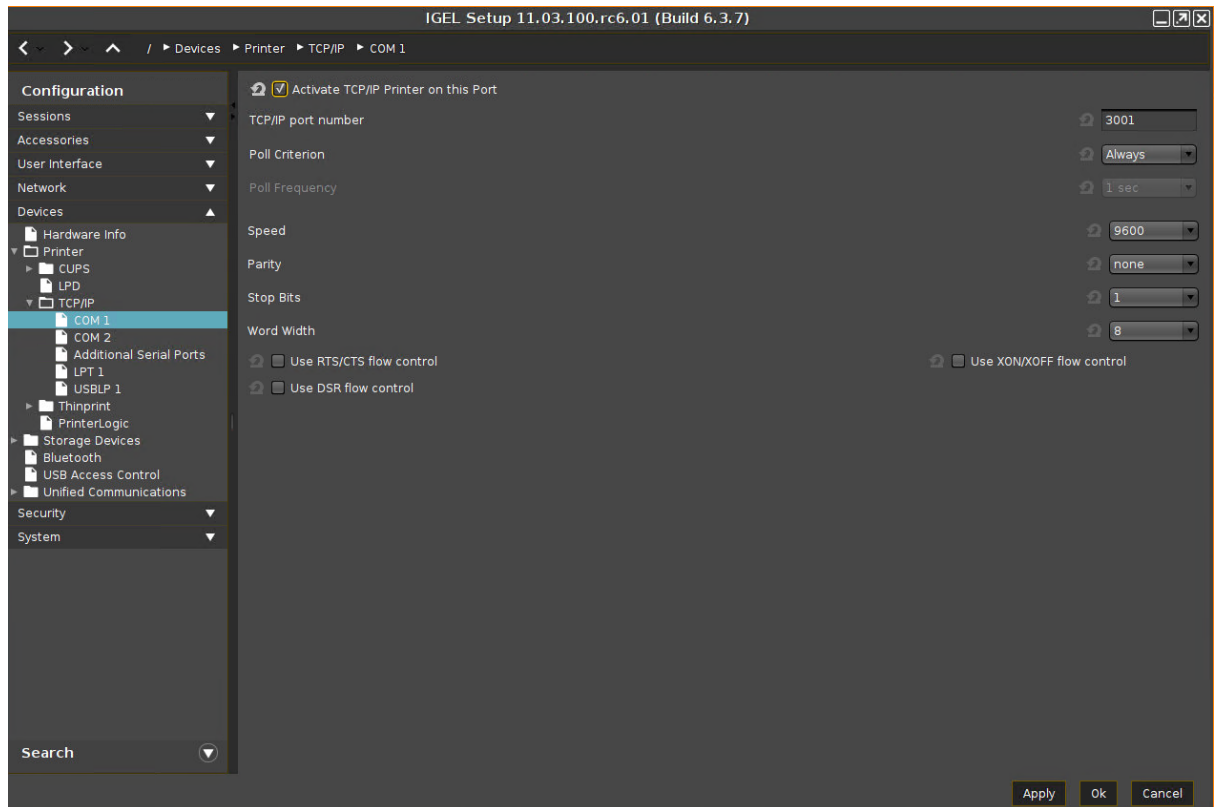 IGEL Setup 11.03.100.rc6.01 (Build 6.3.7)
/ Devices Printer TCP/IP COM 1
Configuration
Sessions
Accessories
User Interface
Network
Devices
Hardware Info
Printer
CUPS
LPD
TCP/IP
COM 1
COM 2
Additional Serial Ports
LPT 1
USBLP 1
Thinprint
PrinterLogic
Storage Devices
Bluetooth
USB Access Control
Unified Communications
Security
System
Search
Activate TCP/IP Printer on this Port
TCP/IP port number 3001
Poll Criterion Always
Poll Frequency 1 sec
Speed 9600
Parity none
Stop Bits 1
Word Width 8
Use RTS/CTS flow control Use XON/XOFF flow control
Use DSR flow control
Apply Ok Cancel